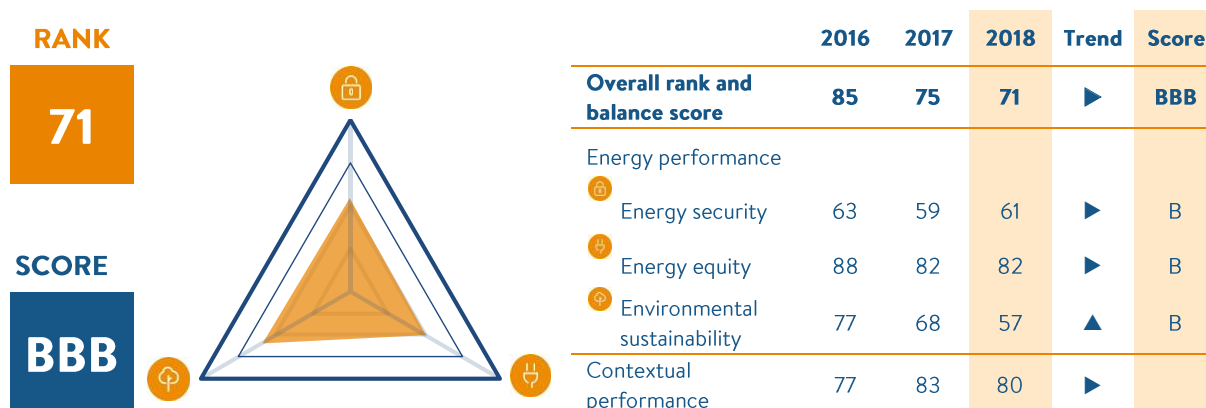 RANK
71
SCORE
BBB
2016 2017 2018 Trend Score
Overall rank and
balance score 85 75 71 BBB
Energy performance
Energy security 63 59 61 B
Energy equity 88 82 82 B
Environmental
sustainability 77 68 57 B
Contextual
performance 77 83 80